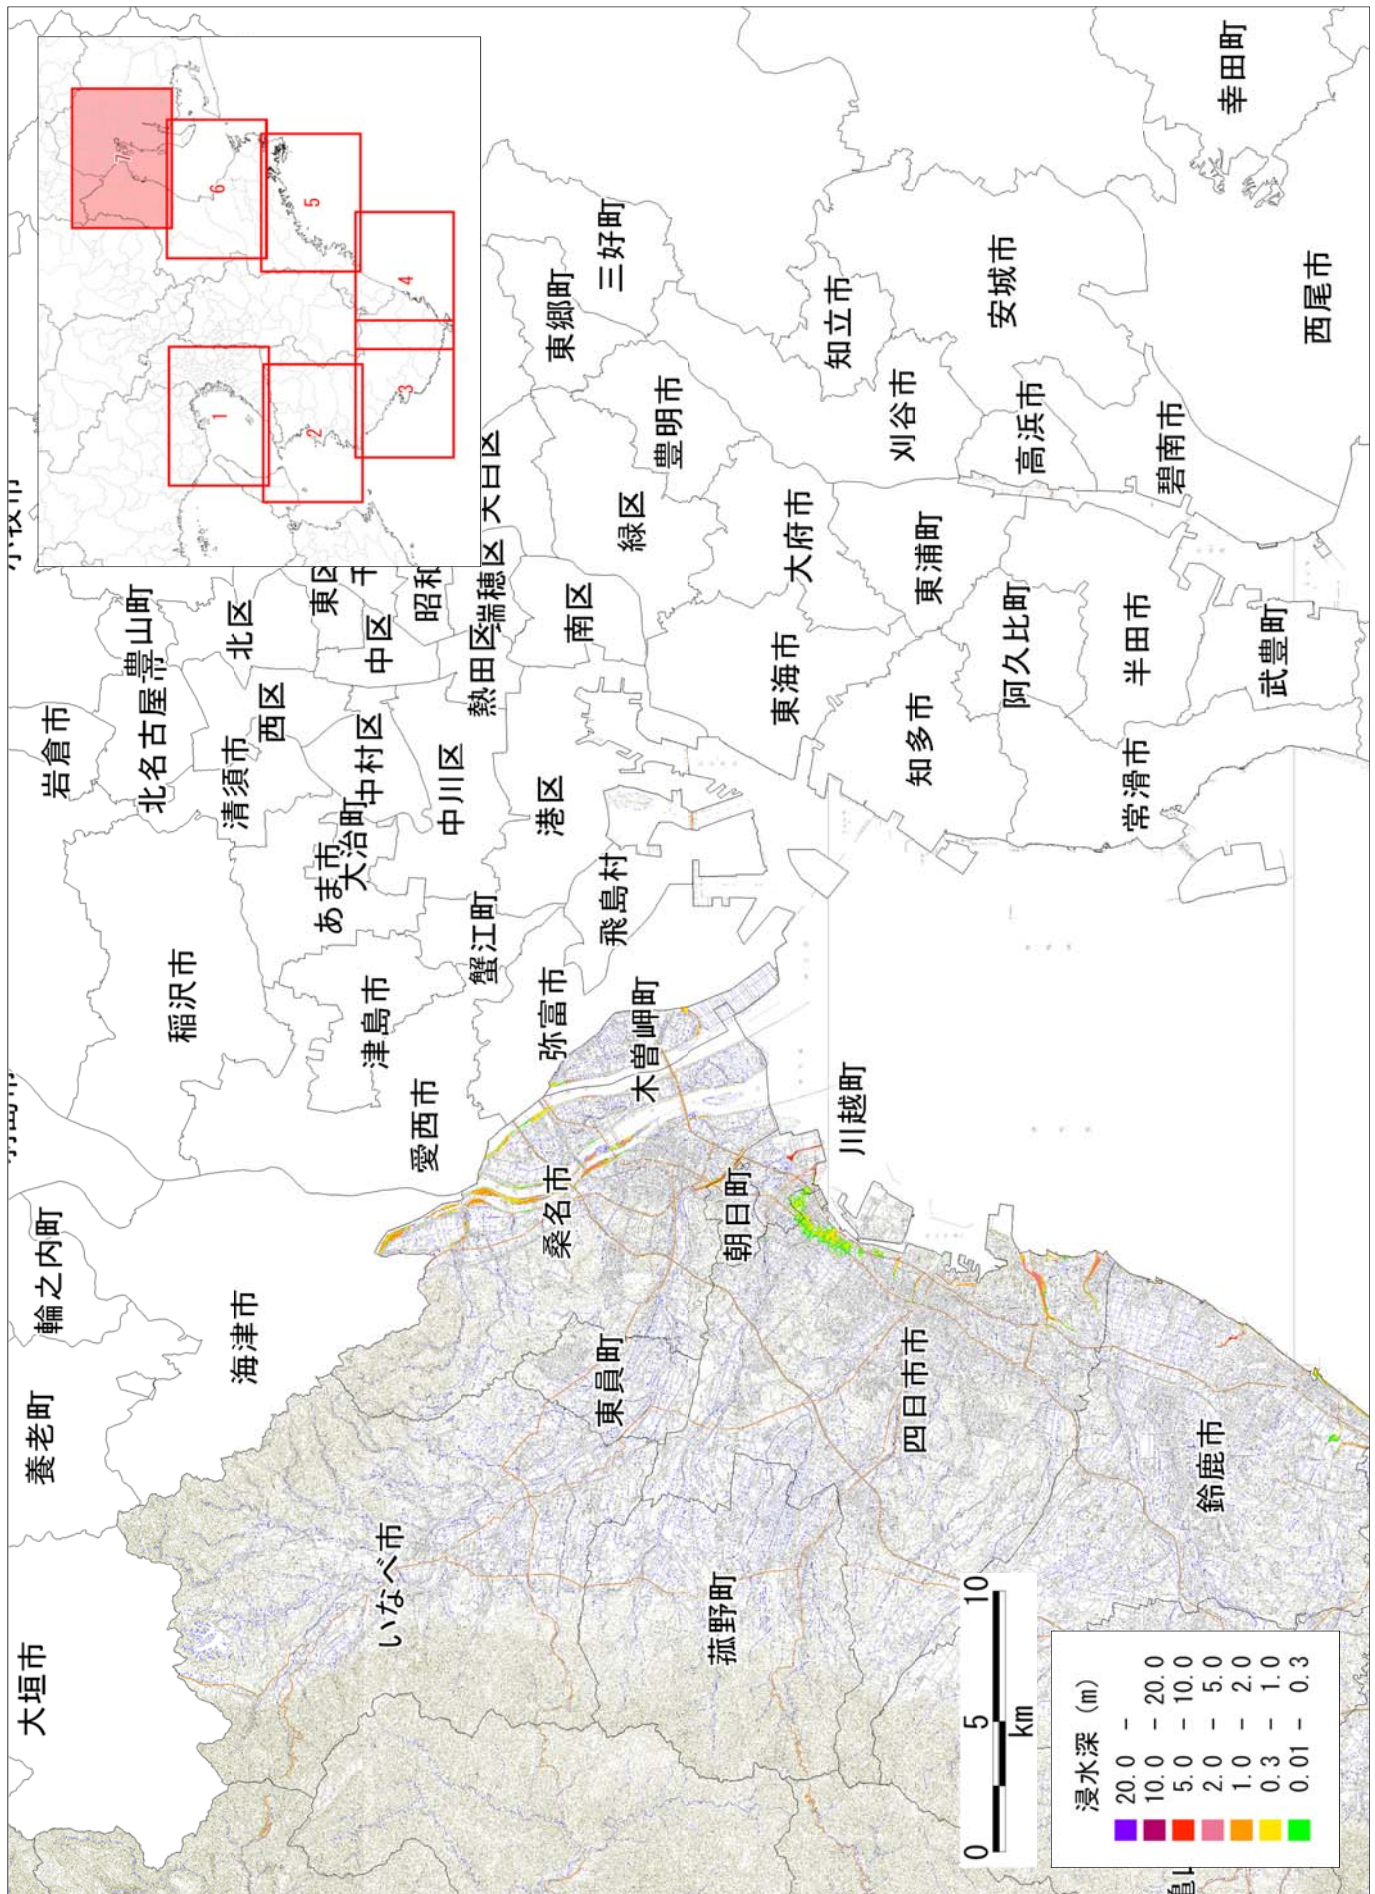 大垣市
養老町
輪之内町
海津市
いなべ市
菰野町
東員町
桑名市
朝日町
川越町
四日市市
鈴鹿市
木曽岬町
愛西市
稲沢市
津島市
弥富市
蟹江町
飛島村
あま市
大治町
清須市
岩倉市
北名古屋市
豊山町
西区
北区
中村区
中川区
港区
中区
東区
昭和
熱田区
瑞穂区
南区
緑区
豊明市
東郷町
三好町
大府市
東海市
知多市
東浦町
阿久比町
半田市
常滑市
武豊町
刈谷市
知立市
高浜市
安城市
碧南市
西尾市
幸田町
1
2
3
4
5
6
7
0 5 10
km
浸水深 (m)
20.0 -
10.0 - 20.0
5.0 - 10.0
2.0 - 5.0
1.0 - 2.0
0.3 - 1.0
0.01 - 0.3